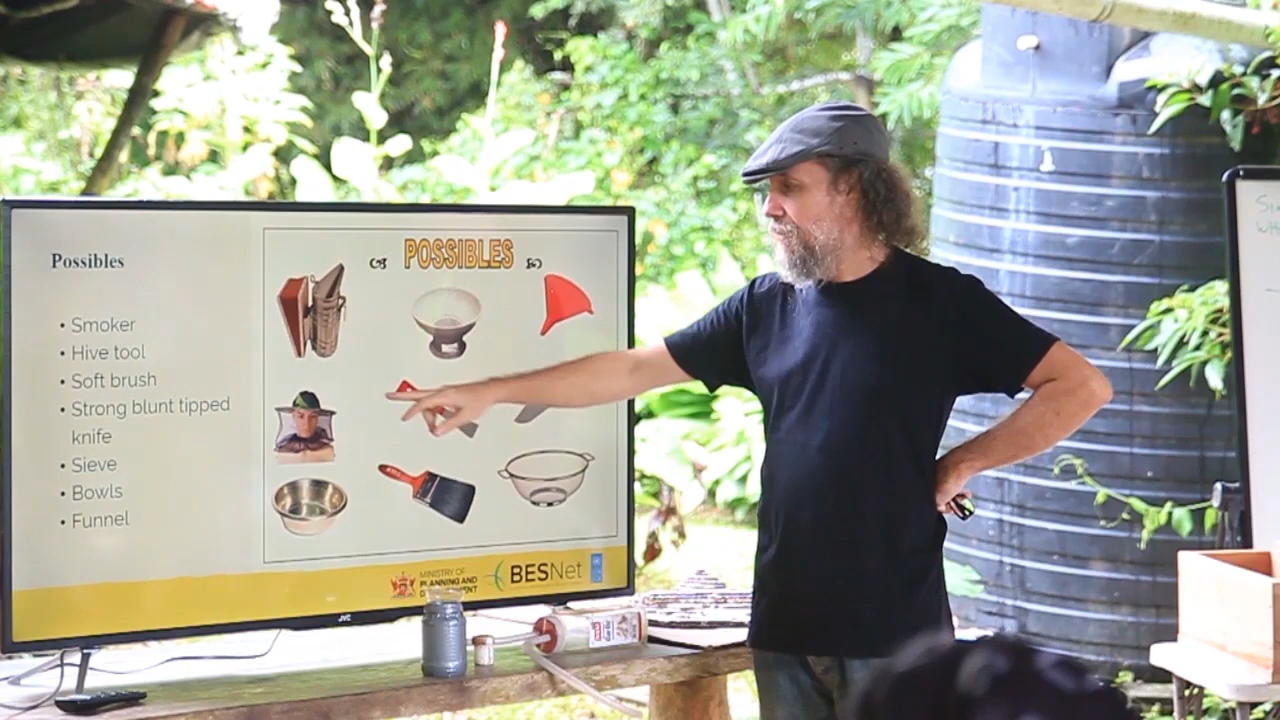 Possibles
POSSIBLES
• Smoker
• Hive tool
• Soft brush
• Strong blunt tipped
knife
• Sieve
• Bowls
• Funnel
MINISTRY OF
PLANNING AND
BESNet
JVC